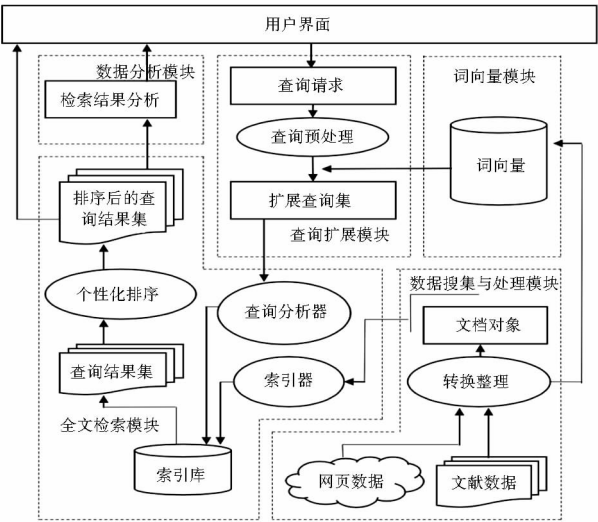 用户界面
数据分析模块
检索结果分析
查询请求
词向量模块
查询预处理
词向量
扩展查询集
查询扩展模块
排序后的查
询结果集
个性化排序
查询结果集
全文检索模块
查询分析器
索引器
索引库
数据搜集与处理模块
文档对象
转换整理
网页数据
文献数据